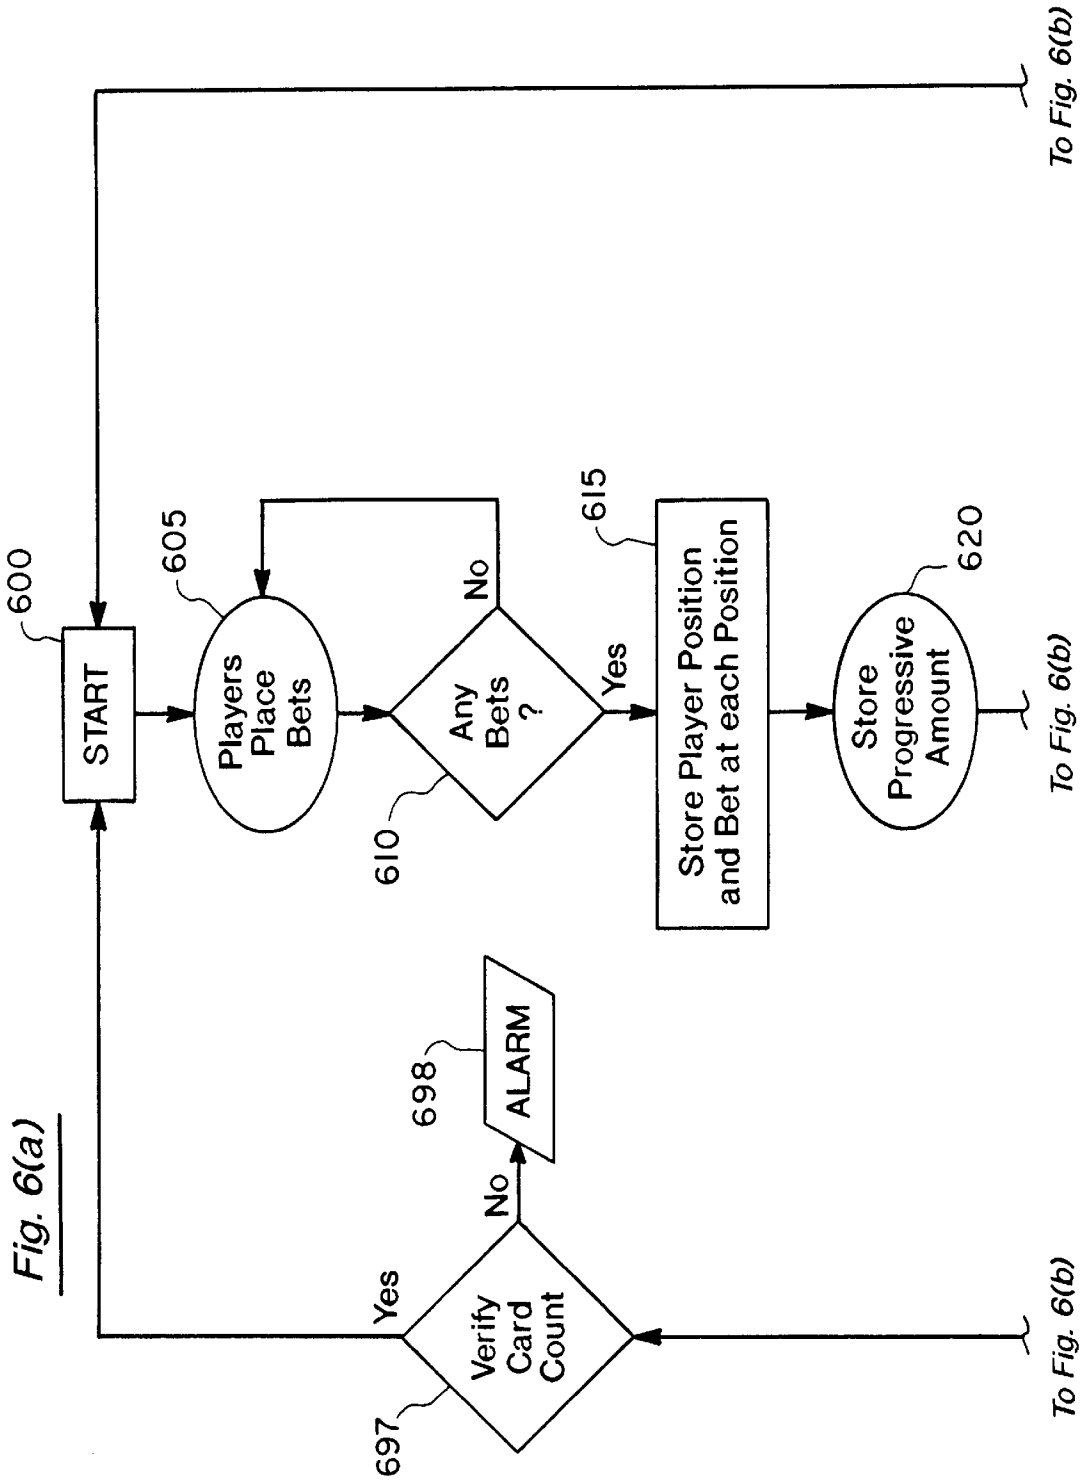 Fig. 6(a)
600
START
605
Players
Place
Bets
610
Any
Bets
?
No
Yes
615
Store Player Position
and Bet at each Position
620
Store
Progressive
Amount
697
Verify
Card
Count
Yes
No
698
ALARM
To Fig. 6(b)
To Fig. 6(b)
To Fig. 6(b)